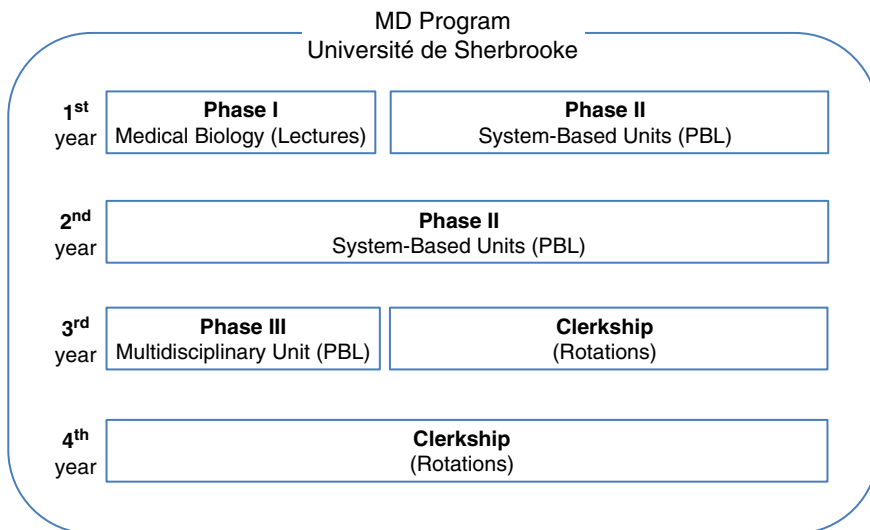 MD Program
Université de Sherbrooke
1st year
Phase I
Medical Biology (Lectures)
Phase II
System-Based Units (PBL)
2nd year
Phase II
System-Based Units (PBL)
3rd year
Phase III
Multidisciplinary Unit (PBL)
Clerkship
(Rotations)
4th year
Clerkship
(Rotations)